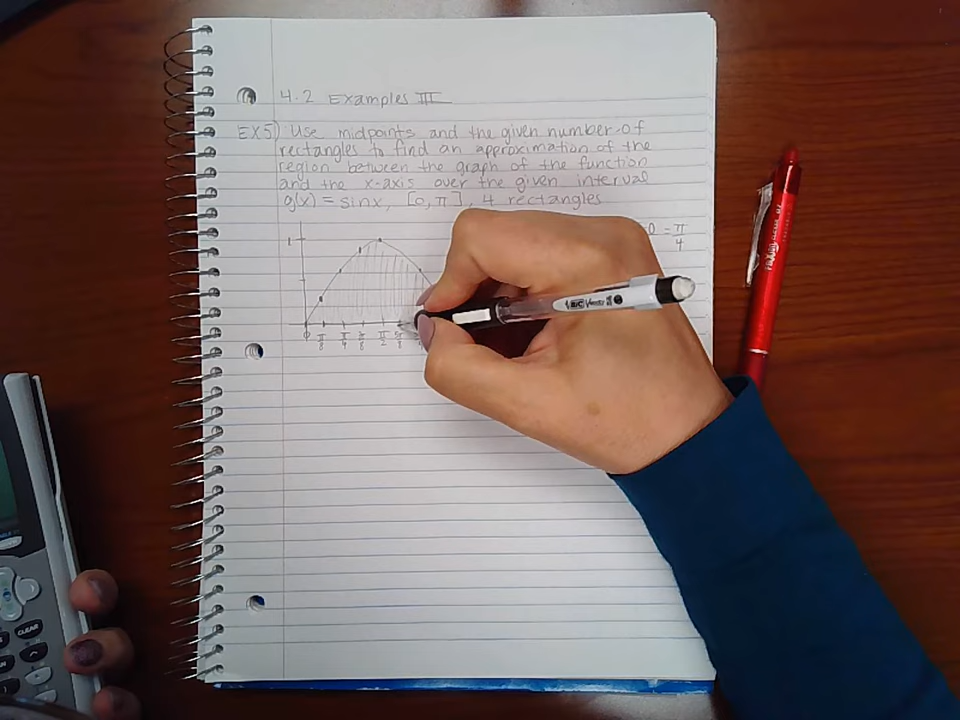 4.2 Examples III
EX5) Use midpoints and the given number of
rectangles to find an approximation of the
region between the graph of the function
and the x-axis over the given interval
g(x) = sinx, [0, π], 4 rectangles
0 = π/4
1
0 π/8 π/4 π/2 5π/8
BIC
CLEAR